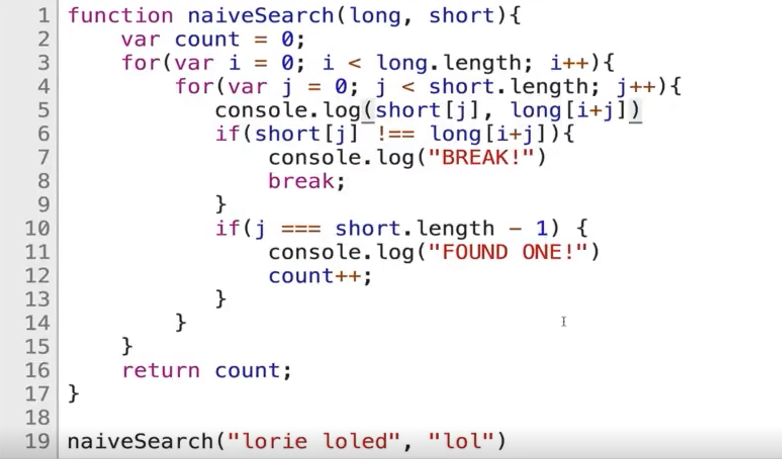 1 function naiveSearch(long, short){
2     var count = 0;
3     for(var i = 0; i < long.length; i++){
4         for(var j = 0; j < short.length; j++){
5            console.log(short[j], long[i+j])
6            if(short[j] !== long[i+j]){
7                console.log("BREAK!")
8                break;
9            }
10            if(j === short.length - 1) {
11                console.log("FOUND ONE!")
12                count++;
13            }
14         }
15     }
16     return count;
17 }
18
19 naiveSearch("lorie loled", "lol")